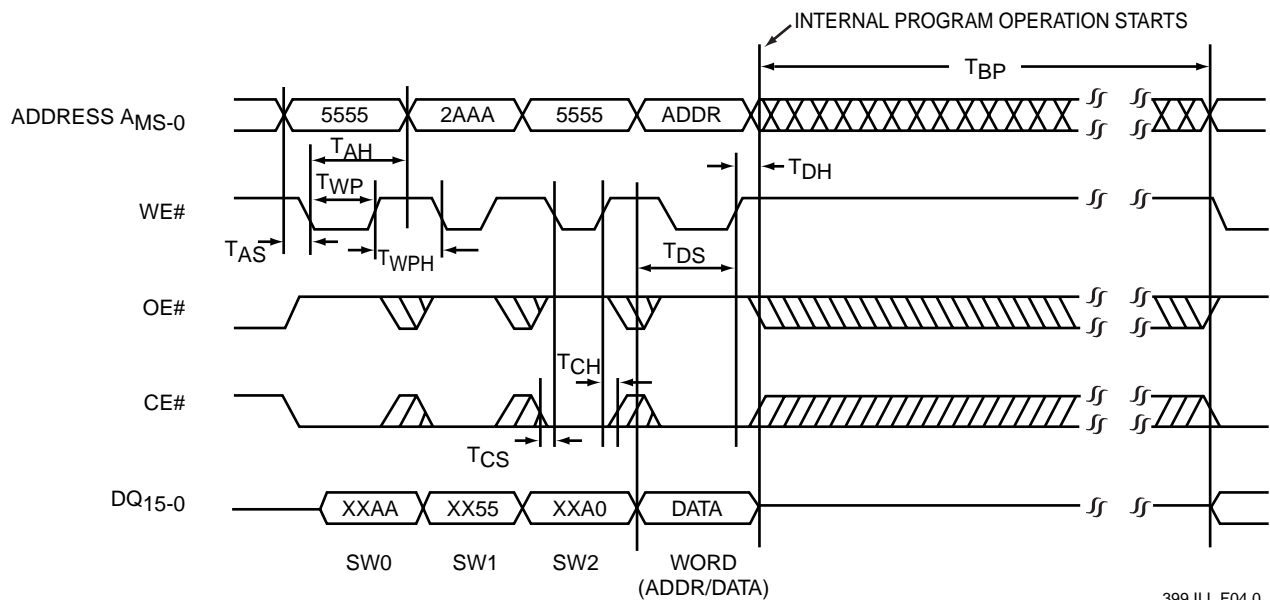 INTERNAL PROGRAM OPERATION STARTS
TBP
ADDRESS AMS-0
5555
2AAA
5555
ADDR
TAH
TDH
TWP
WE#
TAS
TWPH
TDS
OE#
TCH
CE#
TCS
DQ15-0
XXAA
XX55
XXA0
DATA
SW0
SW1
SW2
WORD
(ADDR/DATA)
399 ILL F04.0